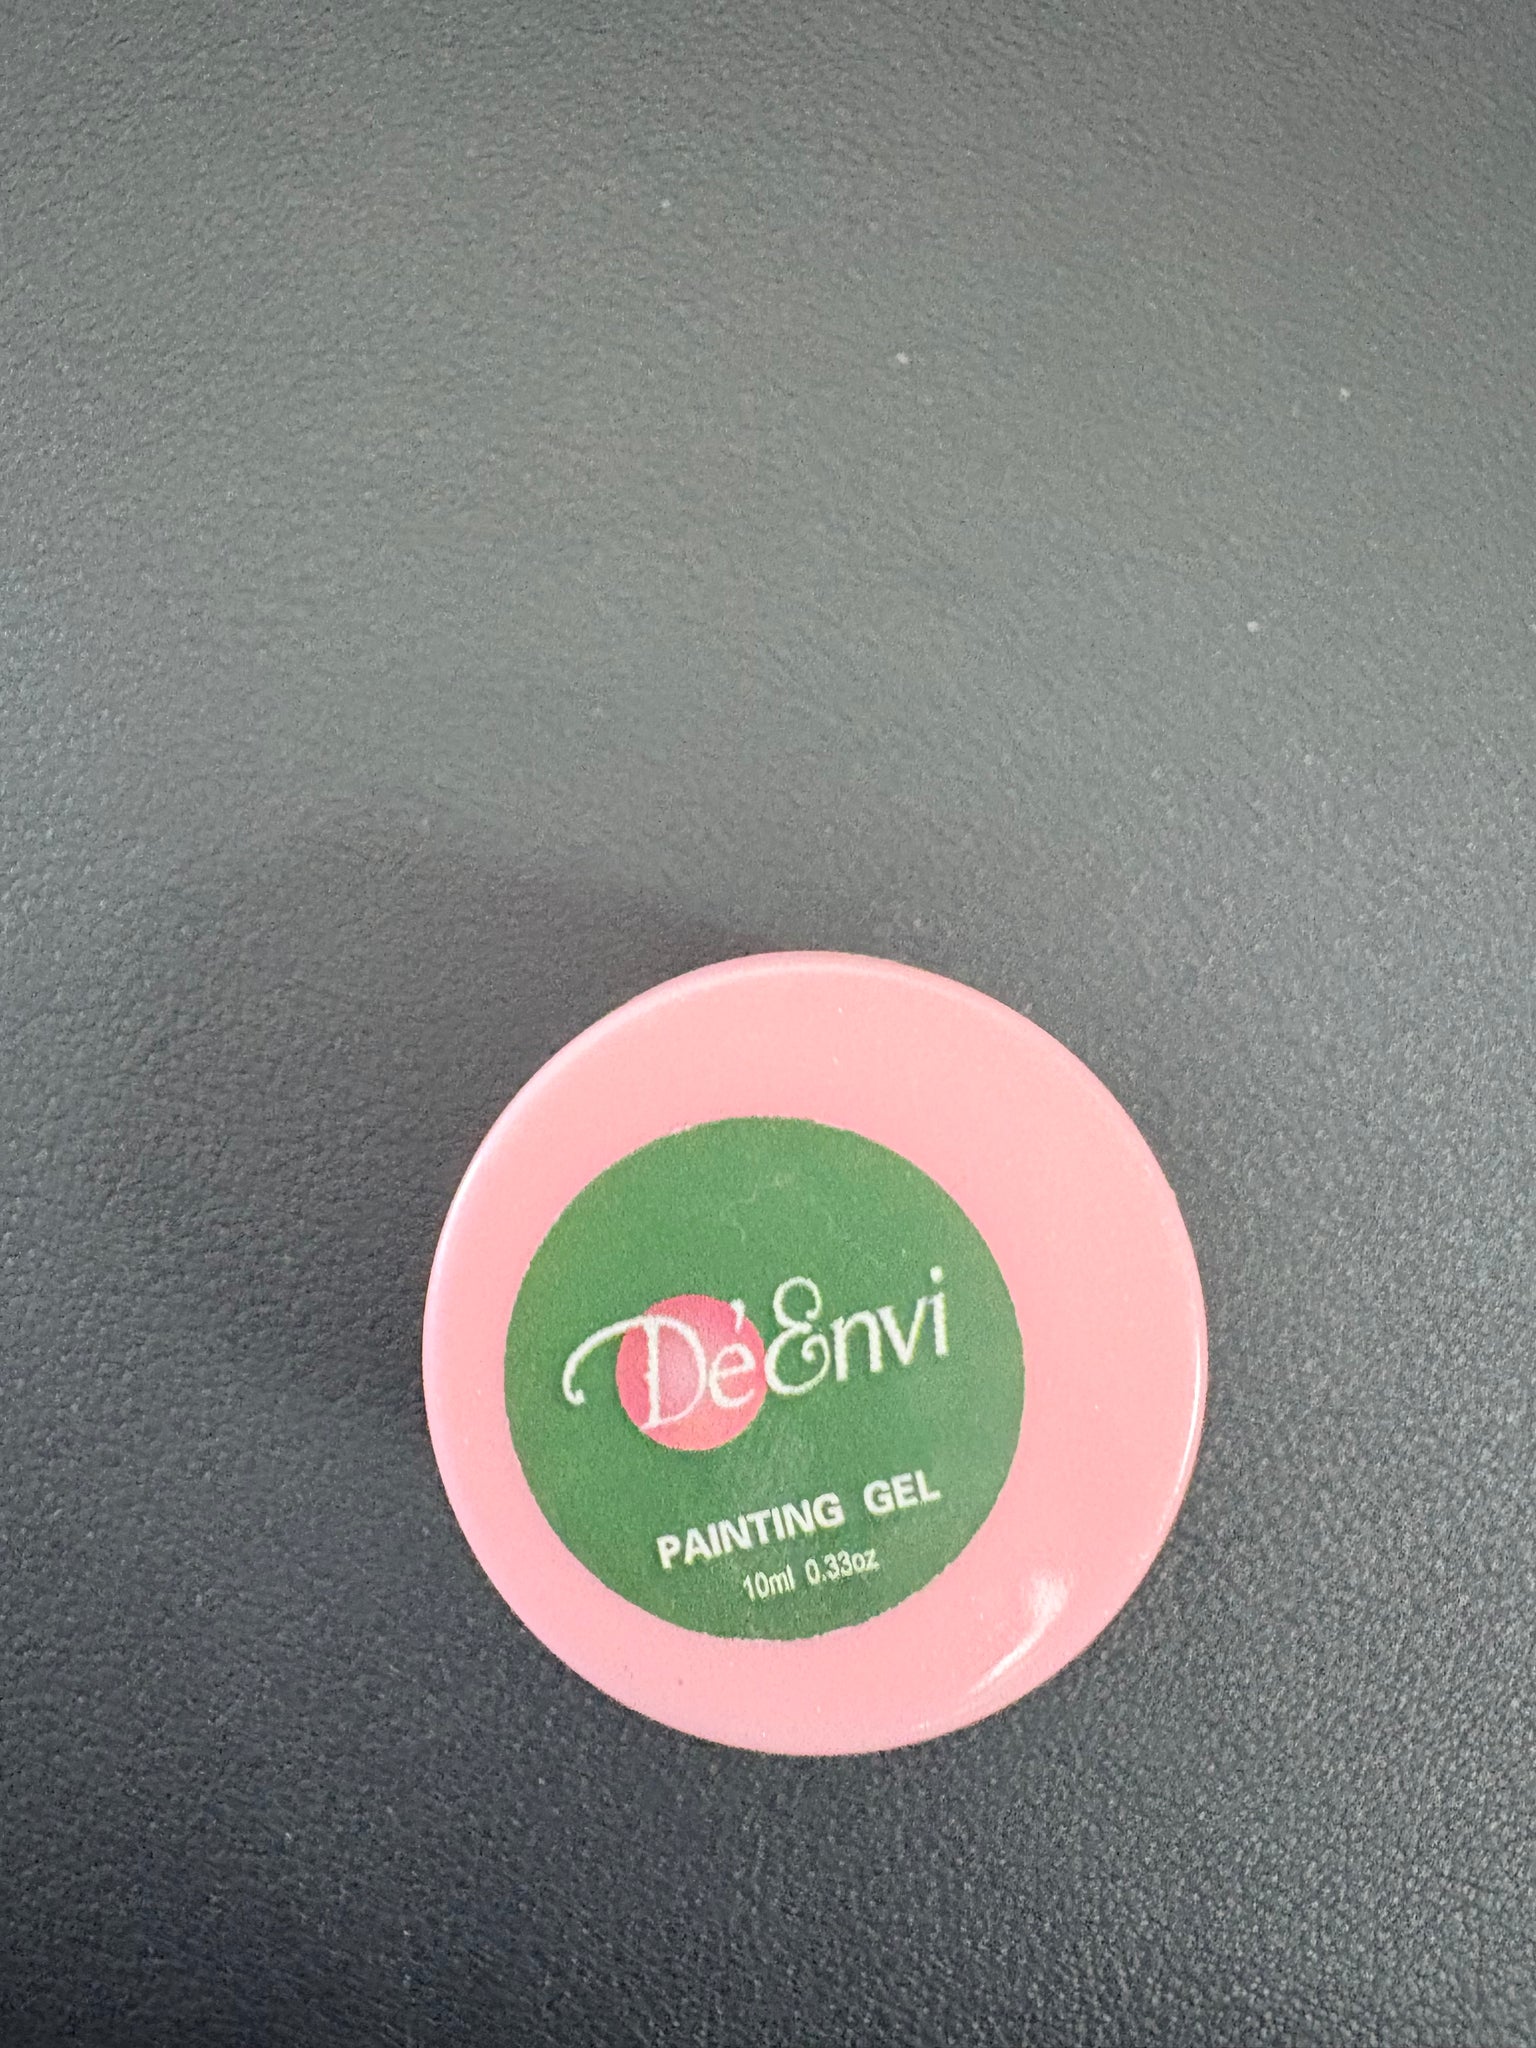 Dé Envi
PAINTING GEL
10ml 0.33oz